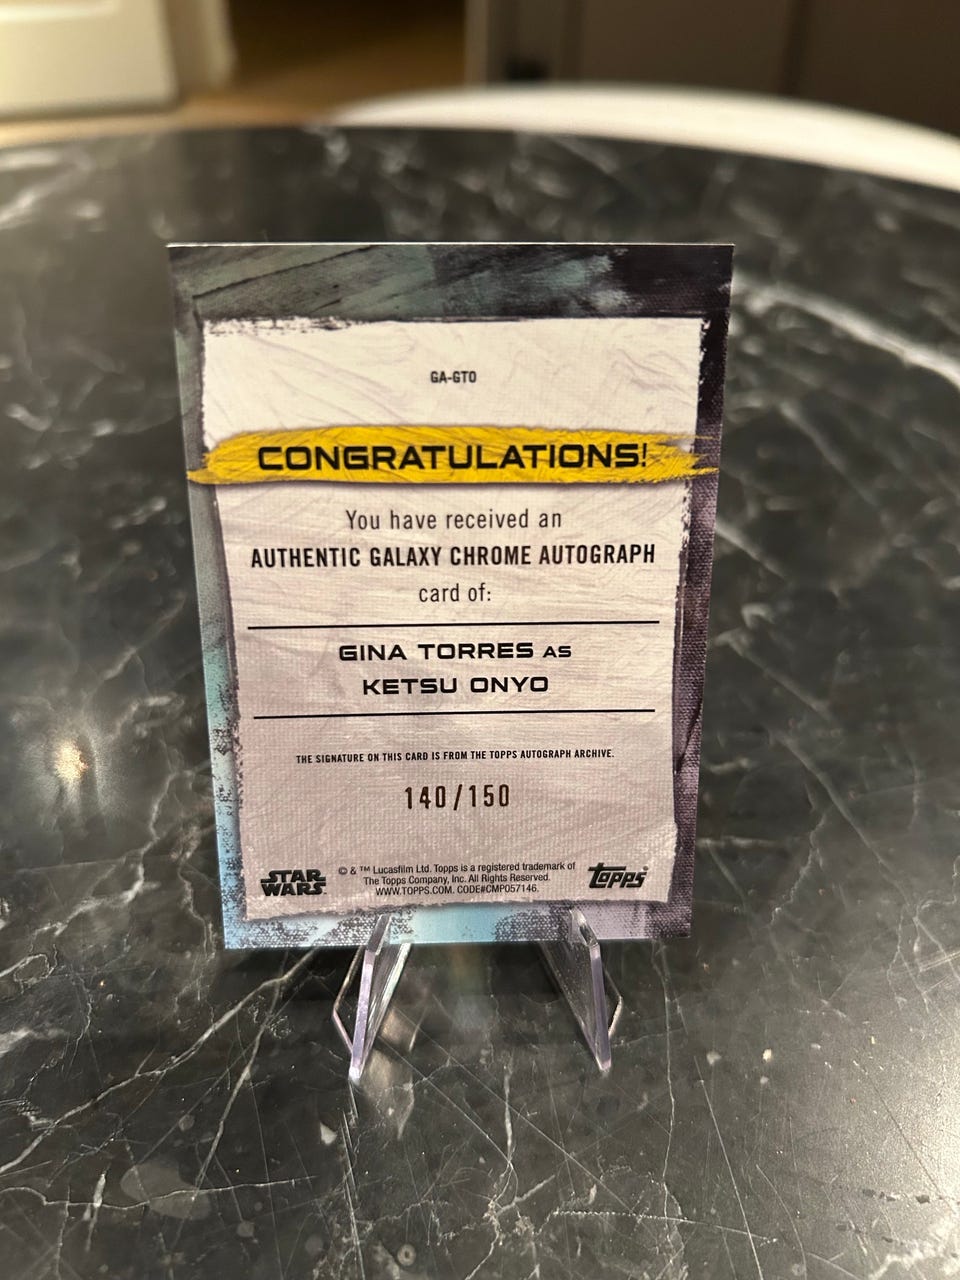 GA-GTO
CONGRATULATIONS!
You have received an
AUTHENTIC GALAXY CHROME AUTOGRAPH
card of:
GINA TORRES AS
KETSU ONYO
THE SIGNATURE ON THIS CARD IS FROM THE TOPPS AUTOGRAPH ARCHIVE.
140/150
STAR
WARS
© & ™ Lucasfilm Ltd. Topps is a registered trademark of
The Topps Company, Inc. All Rights Reserved.
WWW.TOPPS.COM. CODE#CMP057146.
Topps